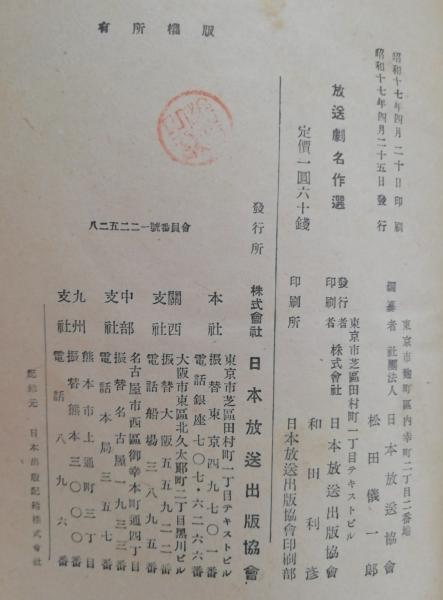 昭和十七年四月二十日印刷
昭和十七年四月二十五日發行
放送劇名作選
定價一圓六十錢
東京市麴町區內幸町二丁目二番地
編纂者 社團法人 日本放送協會
松田儀一郎
東京市芝區田村町一丁目テキストビル
發行者 株式會社 日本放送出版協會
印刷者 和田利彥
印刷所 日本放送出版協會印刷部
版權所有
會員番號一二二五二八
發行所 株式會社 日本放送出版協會
本社 東京市芝區田村町一丁目テキストビル
振替東京四九七〇一番
電話銀座七〇七・六二六六番
關西支社 大阪市東區北久太郎町二丁目黑川ビル
振替大阪五五九二二番
電話船場三八九五番
中部支社 名古屋市西區御幸本町通四丁目
振替名古屋一九三三番
電話本局三五七番
九州支社 熊本市上通町三丁目
振替熊本三〇〇〇番
電話八九六番
配給元 日本出版配給株式會社